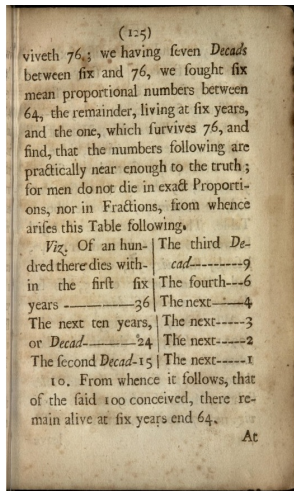 (125)
viveth 76.; we having seven Decads
between six and 76, we sought six
mean proportional numbers between
64, the remainder, living at six years,
and the one, which survives 76, and
find, that the numbers following are
practically near enough to the truth;
for men do not die in exact Proporti-
ons, nor in Fractions, from whence
arises this Table following.
Viz. Of an hun-
dred there dies with-
in the first six
years ————36
The next ten years,
or Decad———24
The second Decad-15
The third De-
cad---------9
The fourth---6
The next——4
The next-----3
The next-----2
The next-----1
10. From whence it follows, that
of the said 100 conceived, there re-
main alive at six years end 64.
At